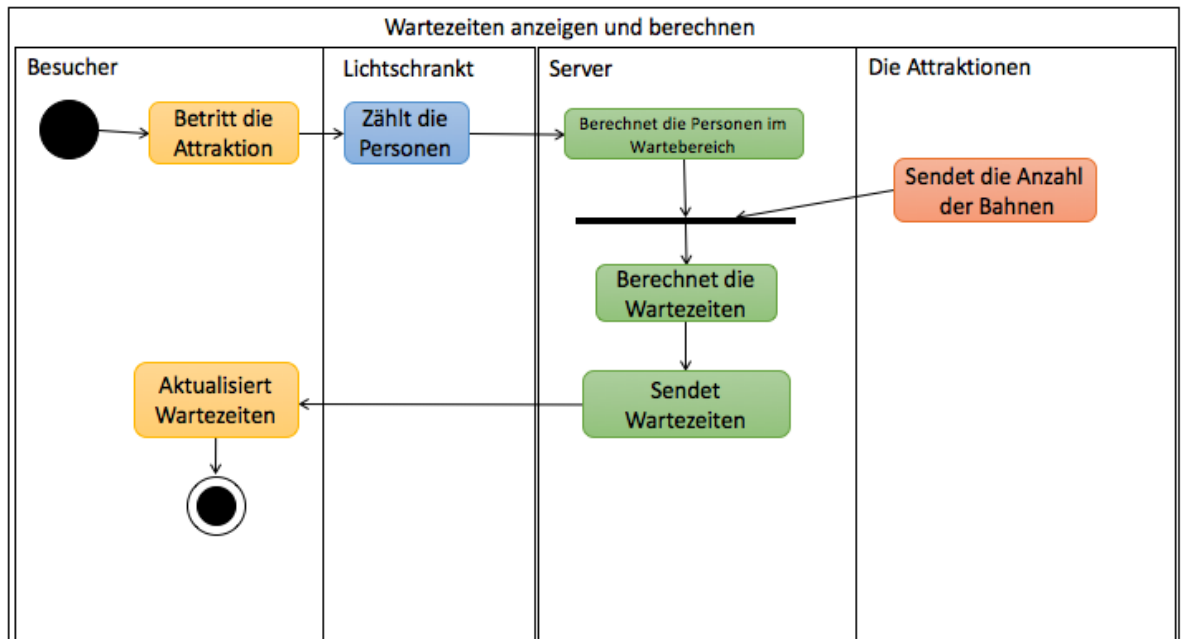 Wartezeiten anzeigen und berechnen
Besucher
Lichtschrankt
Server
Die Attraktionen
Betritt die
Attraktion
Zählt die
Personen
Berechnet die Personen im
Wartebereich
Sendet die Anzahl
der Bahnen
Berechnet die
Wartezeiten
Sendet
Wartezeiten
Aktualisiert
Wartezeiten